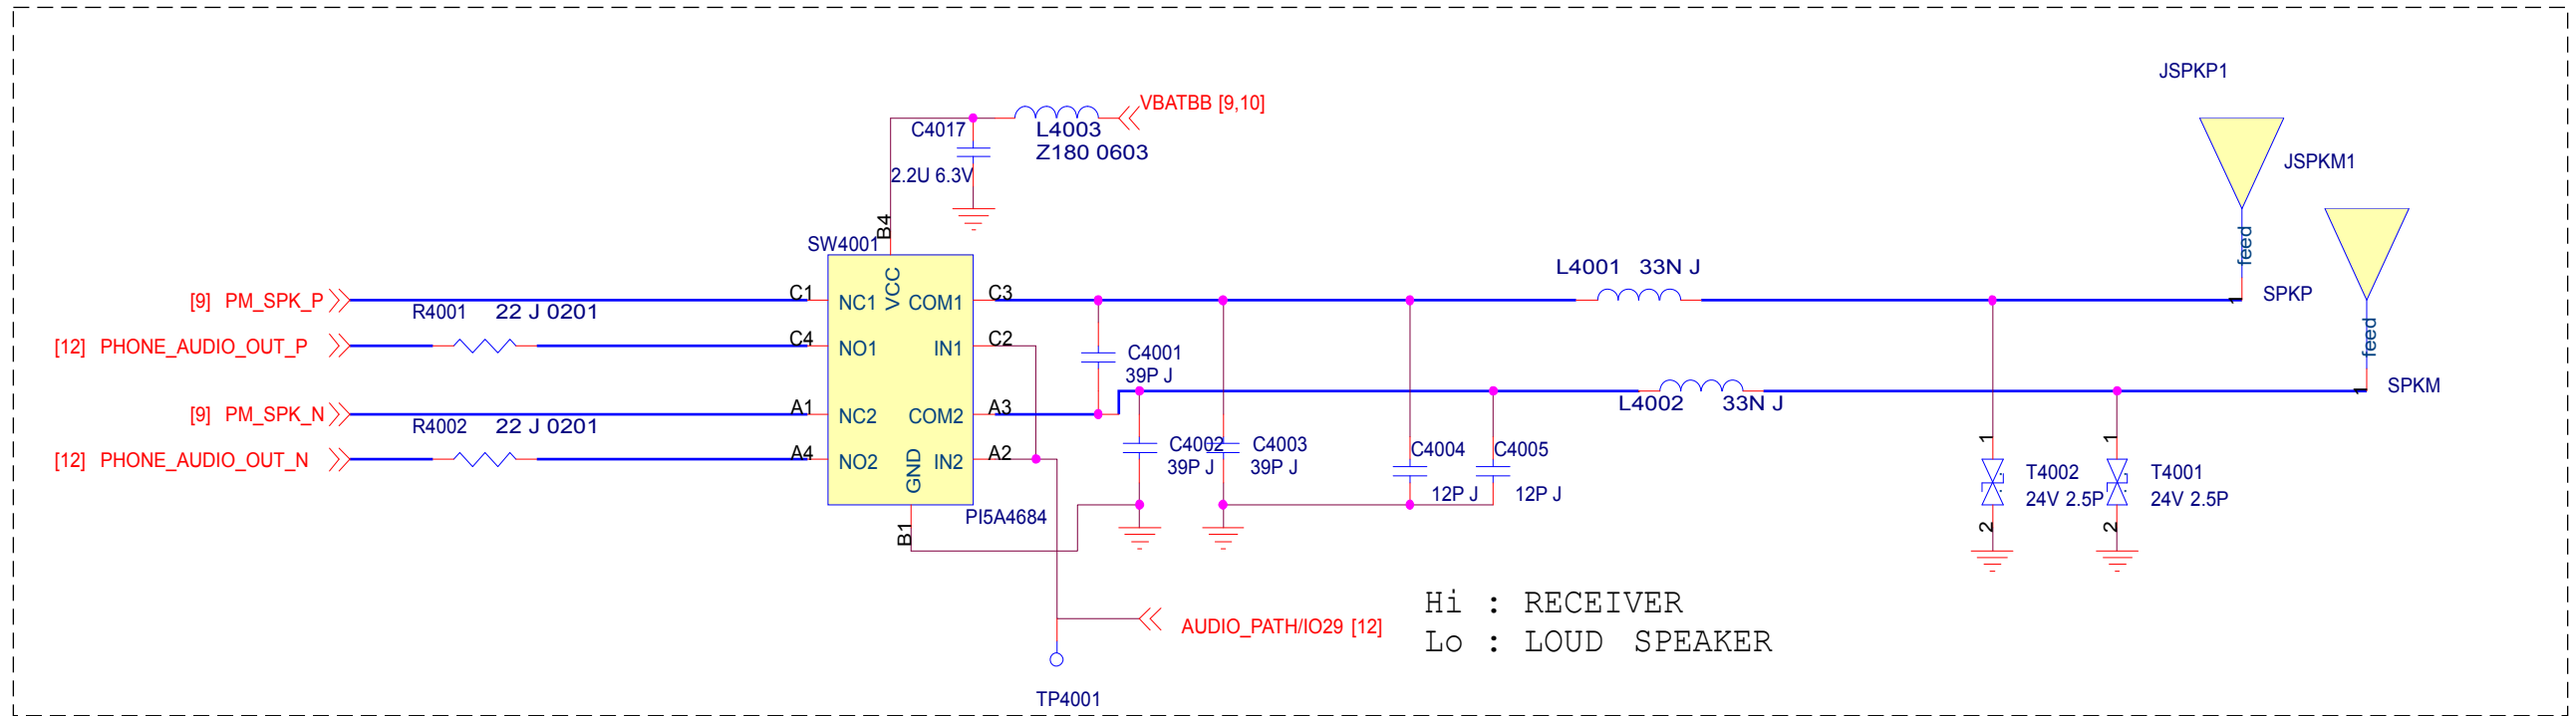 JSPKP1
VBATBB [9,10]
C4017
L4003
Z180 0603
JSPKM1
2.2U 6.3V
B4
SW4001
feed
VCC
L4001 33N J
[9] PM_SPK_P
C1
NC1
COM1
C3
1
SPKP
R4001 22 J 0201
[12] PHONE_AUDIO_OUT_P
C4
NO1
IN1
C2
feed
C4001
39P J
1
SPKM
[9] PM_SPK_N
A1
NC2
COM2
A3
L4002 33N J
R4002 22 J 0201
[12] PHONE_AUDIO_OUT_N
A4
NO2
GND
IN2
A2
C4002
39P J
C4003
39P J
C4004
12P J
C4005
12P J
1
T4002
24V 2.5P
2
1
T4001
24V 2.5P
2
PI5A4684
B1
Hi : RECEIVER
AUDIO_PATH/IO29 [12]
Lo : LOUD SPEAKER
TP4001